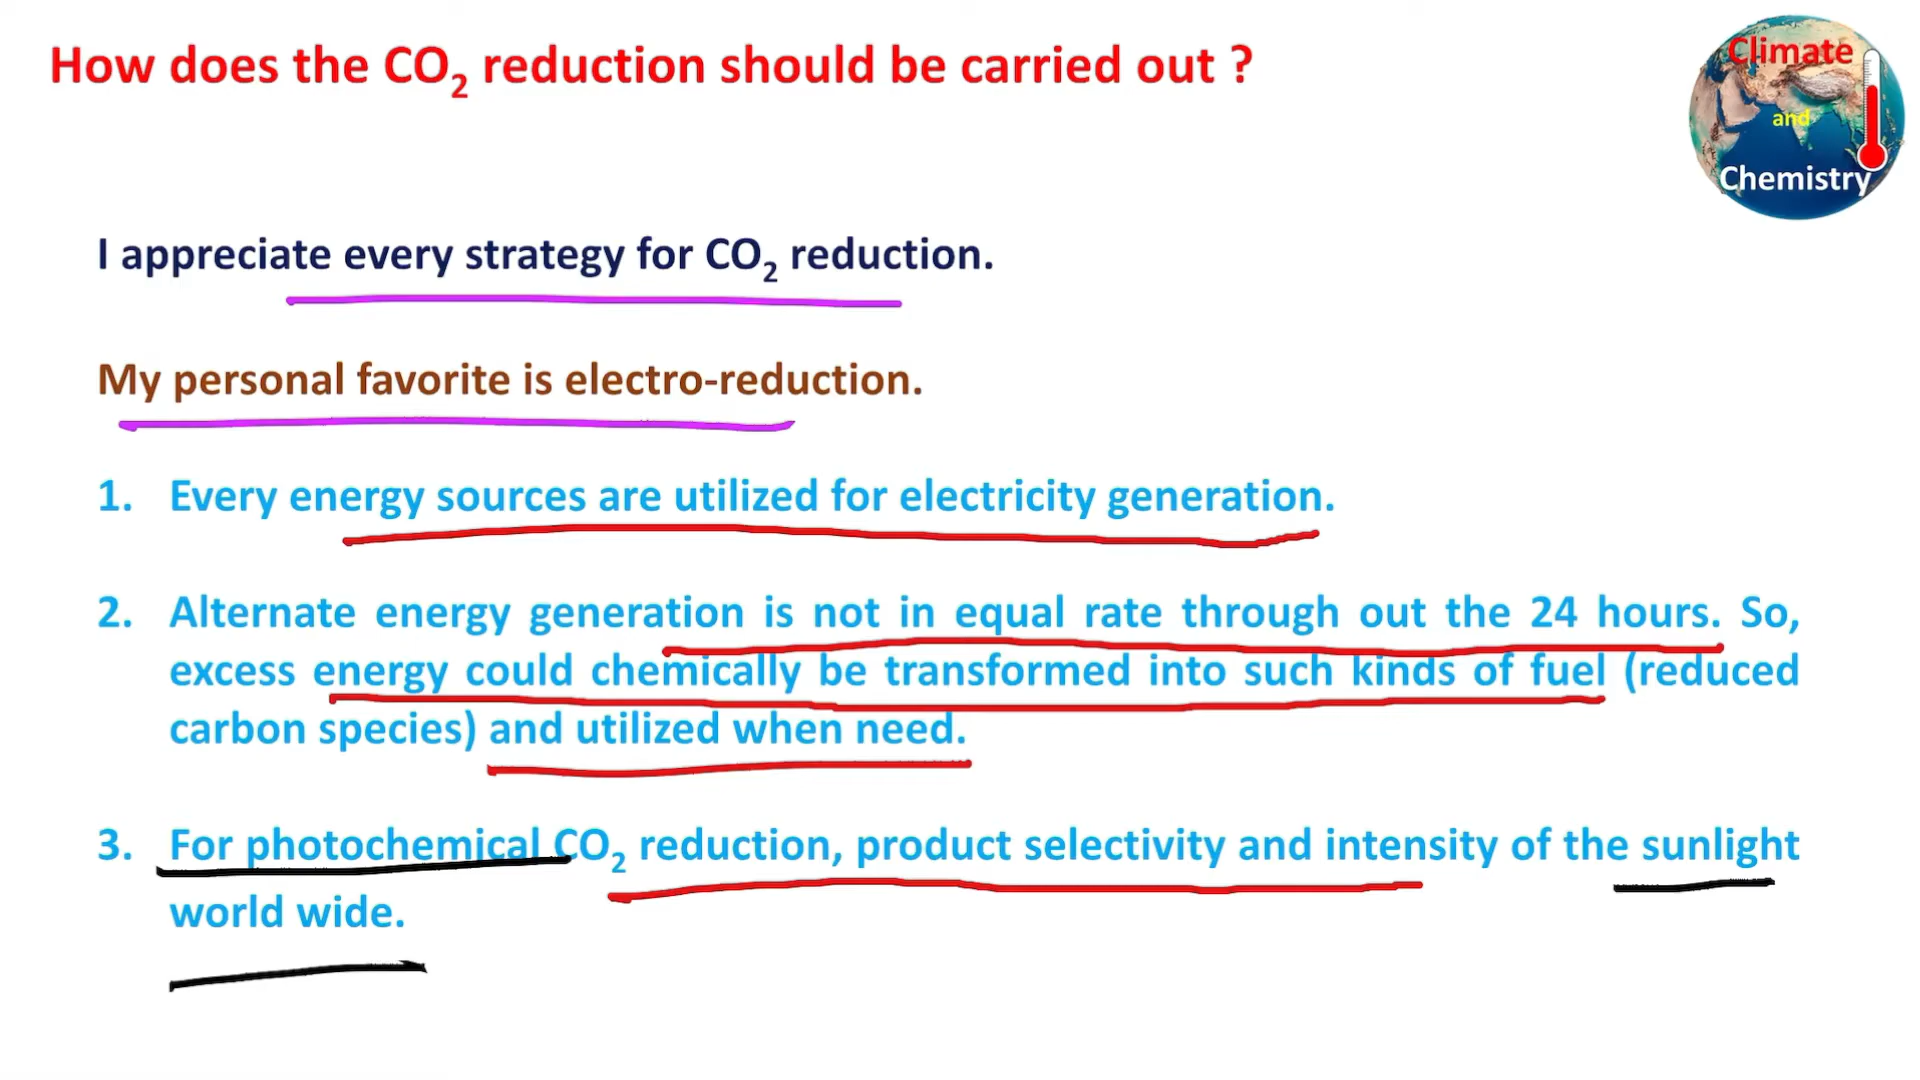 How does the CO₂ reduction should be carried out ?
Climate
and
Chemistry
I appreciate every strategy for CO₂ reduction.
My personal favorite is electro-reduction.
1. Every energy sources are utilized for electricity generation.
2. Alternate energy generation is not in equal rate through out the 24 hours. So,
excess energy could chemically be transformed into such kinds of fuel (reduced
carbon species) and utilized when need.
3. For photochemical CO₂ reduction, product selectivity and intensity of the sunlight
world wide.